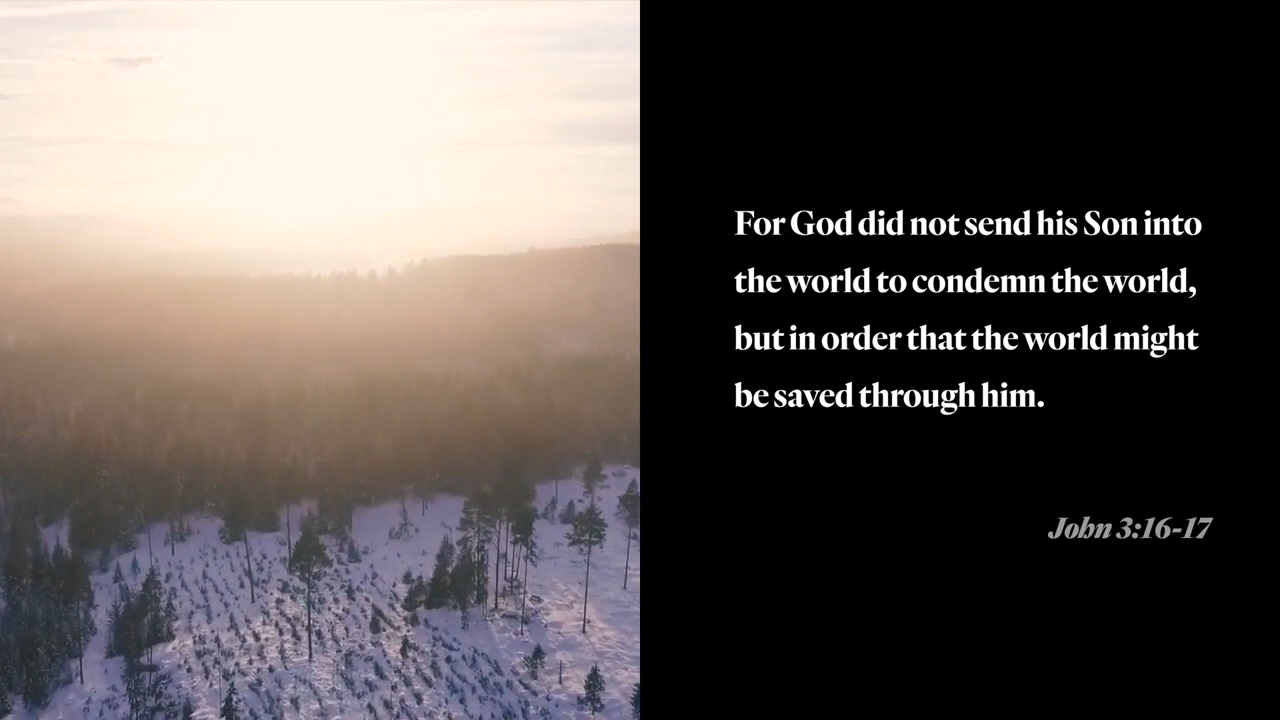 For God did not send his Son into
the world to condemn the world,
but in order that the world might
be saved through him.
John 3:16-17